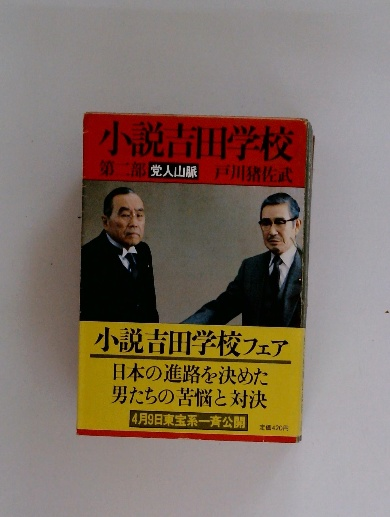 小説吉田学校
第二部 党人山脈 戸川猪佐武
小説吉田学校フェア
日本の進路を決めた
男たちの苦悩と対決
4月9日東宝系一斉公開
定価420円